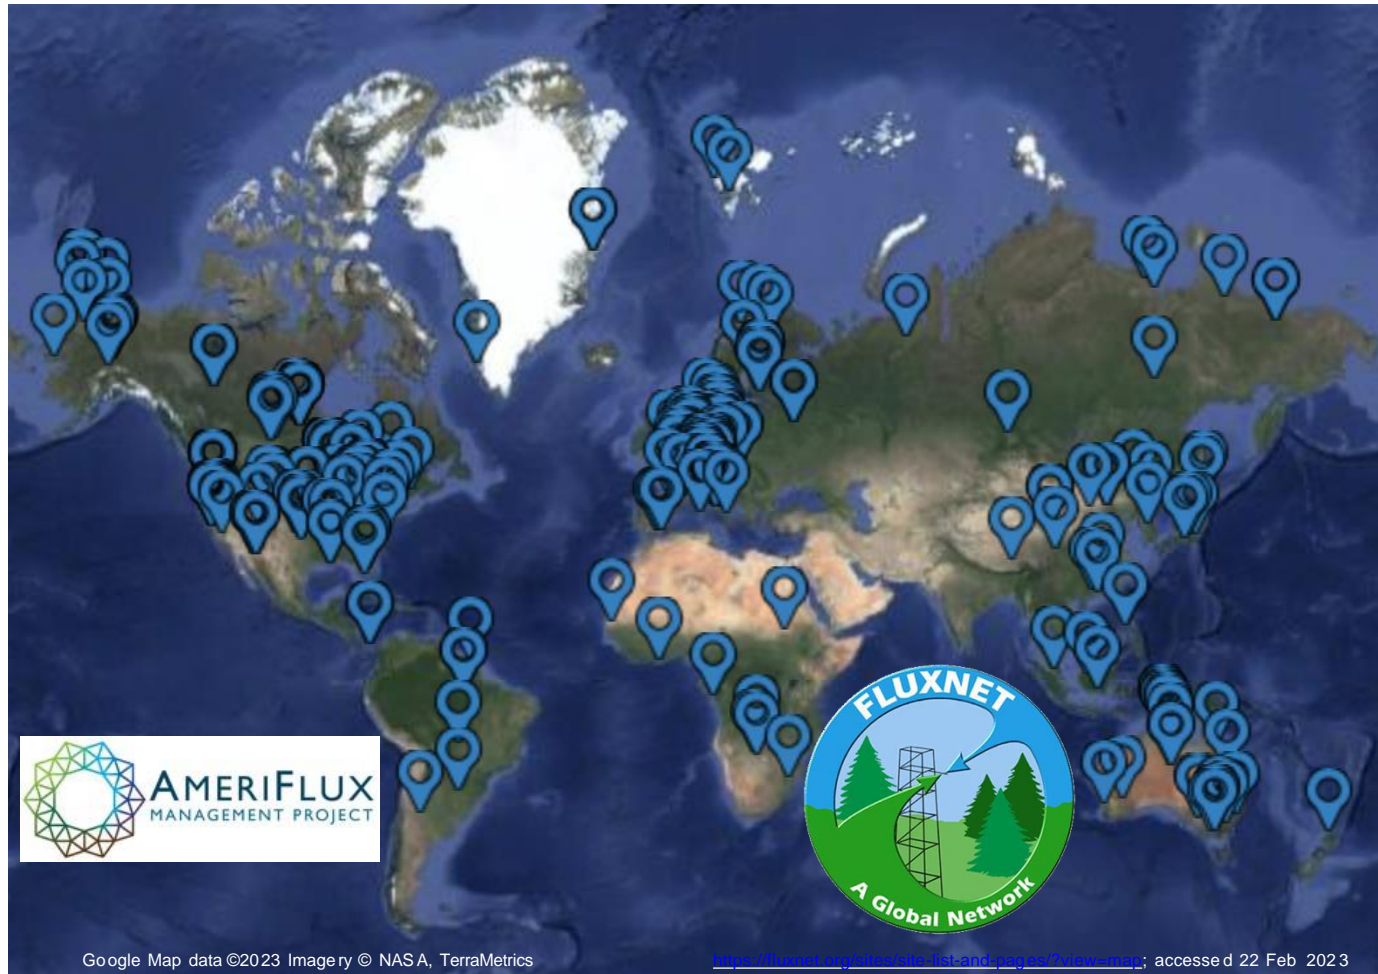 FLUXNET
AMERIFLUX
MANAGEMENT PROJECT
A Global Network
Google Map data ©2023 Imagery © NASA, TerraMetrics
https://fluxnet.org/sites/site-list-and-pages/?view=map; accessed 22 Feb 2023